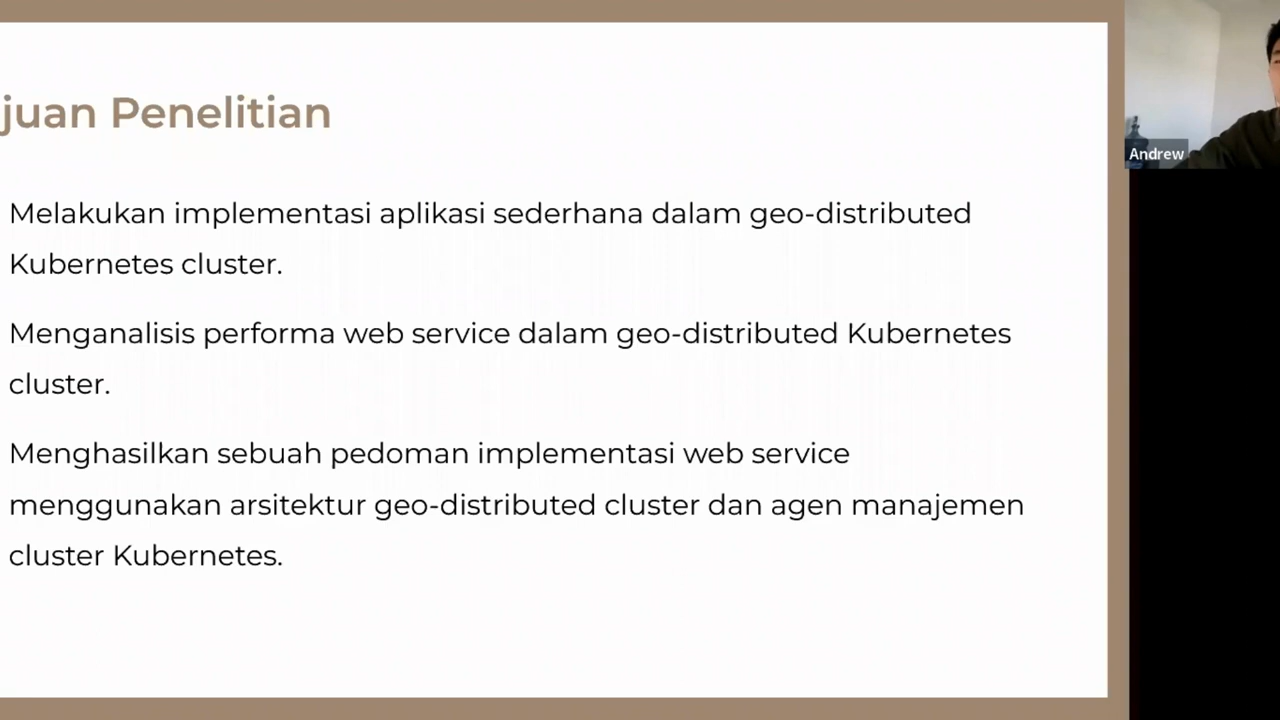 juan Penelitian
Andrew
Melakukan implementasi aplikasi sederhana dalam geo-distributed
Kubernetes cluster.
Menganalisis performa web service dalam geo-distributed Kubernetes
cluster.
Menghasilkan sebuah pedoman implementasi web service
menggunakan arsitektur geo-distributed cluster dan agen manajemen
cluster Kubernetes.